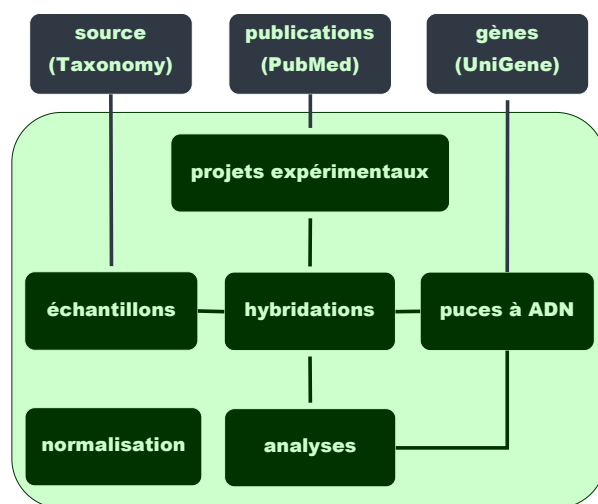 source
(Taxonomy)
publications
(PubMed)
gènes
(UniGene)
projets expérimentaux
échantillons
hybridations
puces à ADN
normalisation
analyses